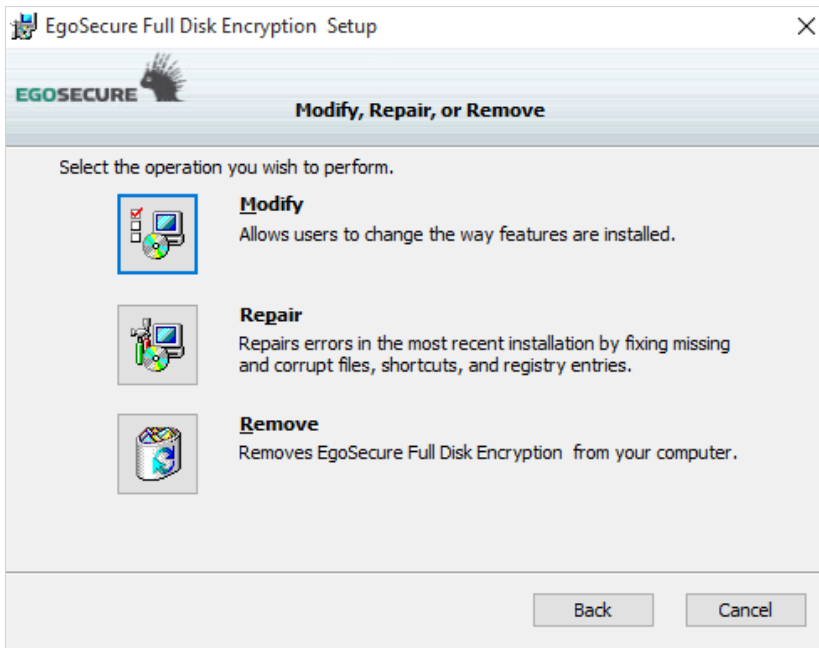 EgoSecure Full Disk Encryption  Setup
EGOSECURE
Modify, Repair, or Remove
Select the operation you wish to perform.
Modify
Allows users to change the way features are installed.
Repair
Repairs errors in the most recent installation by fixing missing
and corrupt files, shortcuts, and registry entries.
Remove
Removes EgoSecure Full Disk Encryption  from your computer.
Back
Cancel